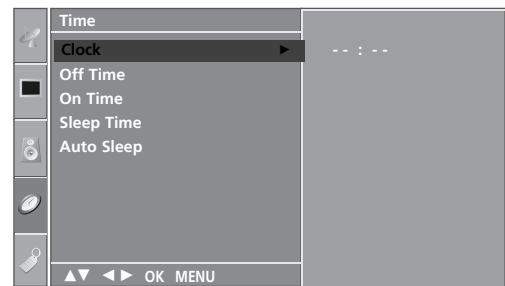 Time
Clock ► -- : --
Off Time
On Time
Sleep Time
Auto Sleep
▲▼ ◄► OK MENU